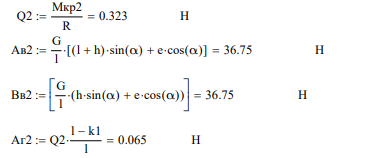 Q2 := Мкр2/R = 0.323 Н
Ав2 := G/l·[(l + h)·sin(α) + e·cos(α)] = 36.75 Н
Вв2 := [G/l·(h·sin(α) + e·cos(α))] = 36.75 Н
Аг2 := Q2·(l − k1)/l = 0.065 Н